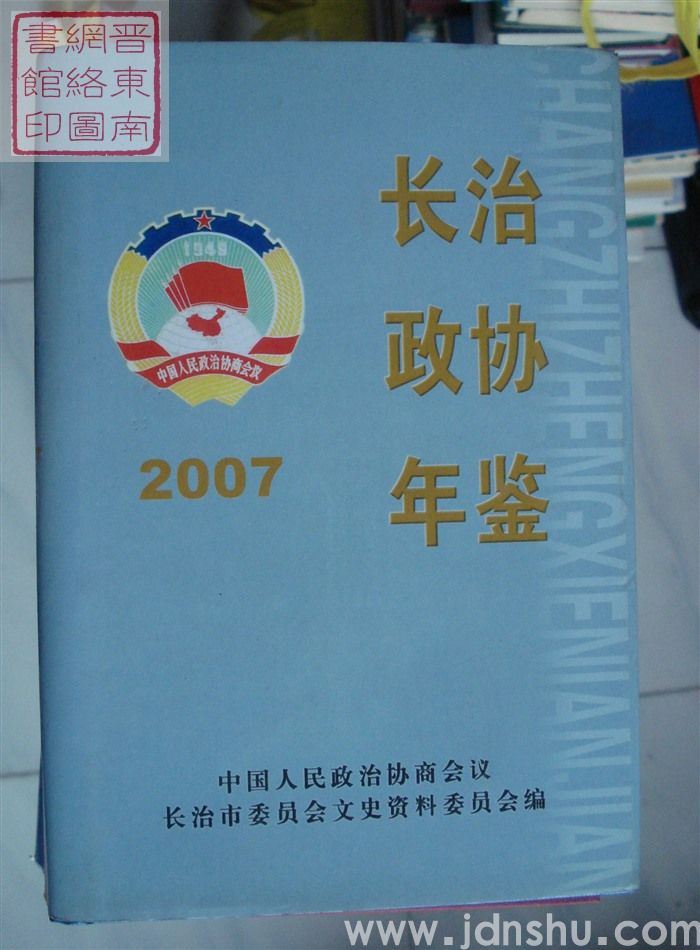 晋東南
網絡圖
書館印
长治
政协
年鉴
1949
中国人民政治协商会议
2007
CHANGZHIZHENGXIENIANJIAN
中国人民政治协商会议
长治市委员会文史资料委员会编
www.jdnshu.com